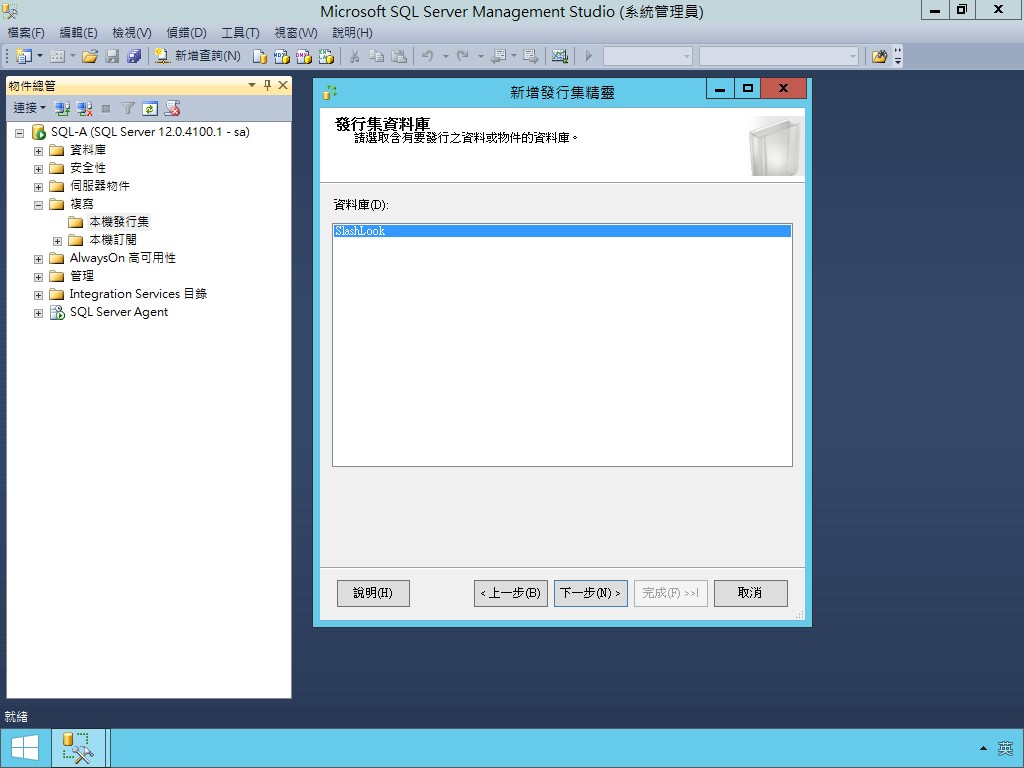 Microsoft SQL Server Management Studio (系統管理員)
檔案(F) 編輯(E) 檢視(V) 偵錯(D) 工具(T) 視窗(W) 說明(H)
新增查詢(N)
物件總管
連接
SQL-A (SQL Server 12.0.4100.1 - sa)
資料庫
安全性
伺服器物件
複寫
本機發行集
本機訂閱
AlwaysOn 高可用性
管理
Integration Services 目錄
SQL Server Agent
新增發行集精靈
發行集資料庫
請選取含有要發行之資料或物件的資料庫。
資料庫(D):
SlashLook
說明(H) < 上一步(B) 下一步(N) > 完成(F) >>| 取消
就緒
英